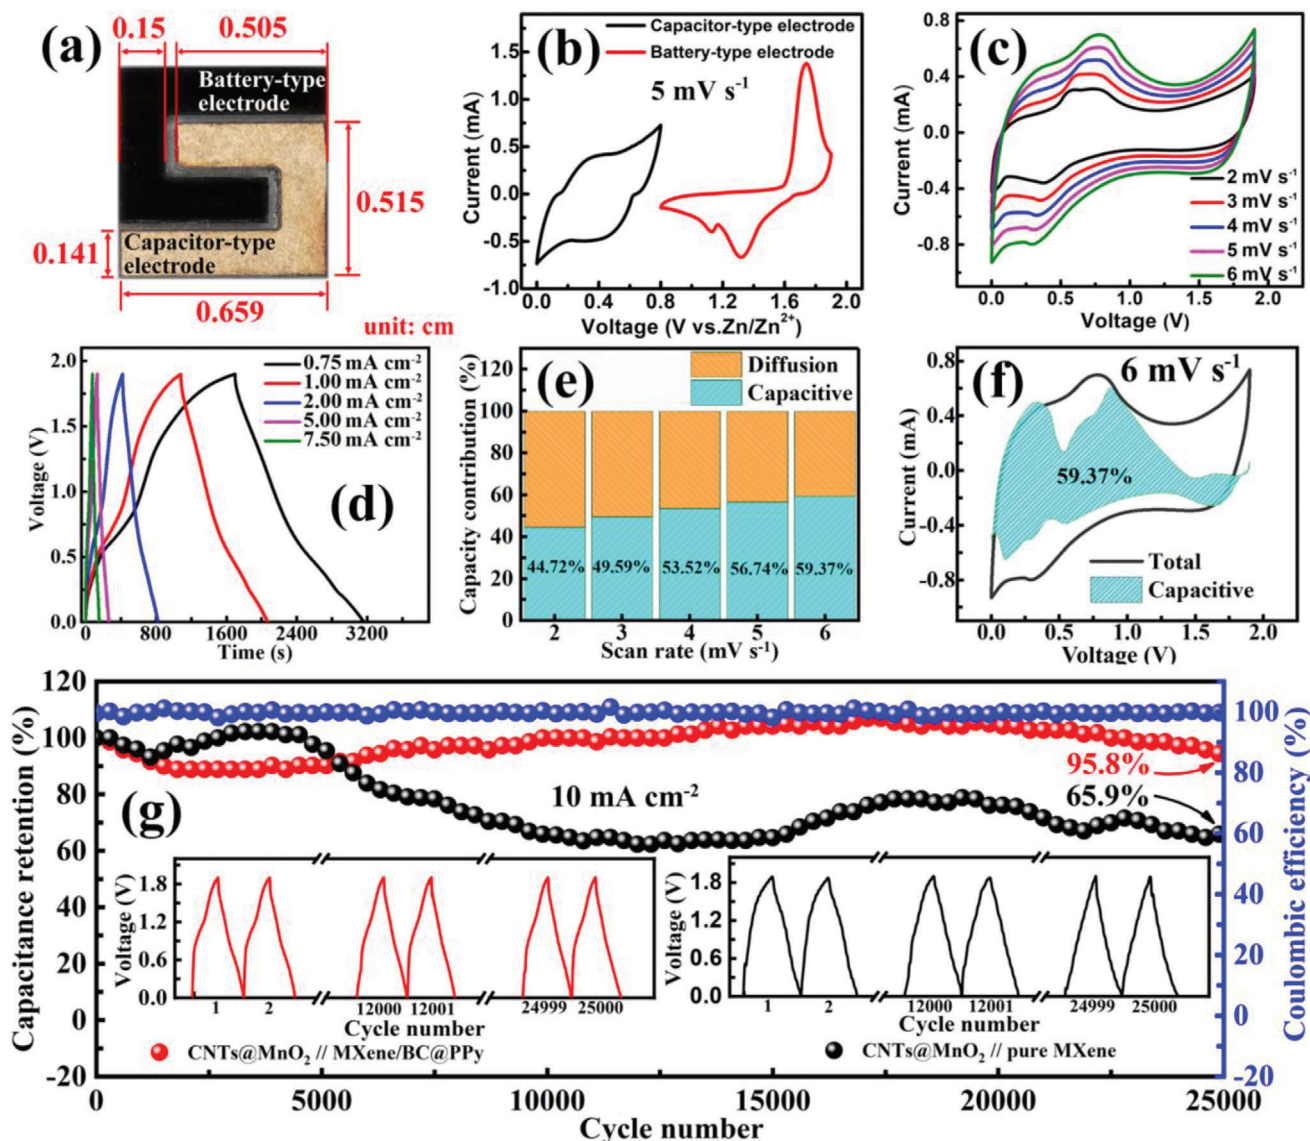 (a)
0.15
0.505
Battery-type
electrode
0.515
0.141
Capacitor-type
electrode
0.659
unit: cm
(b)
Capacitor-type electrode
Battery-type electrode
5 mV s⁻¹
Current (mA)
1.5
1.0
0.5
0.0
-0.5
-1.0
0.0
0.4
0.8
1.2
1.6
2.0
Voltage (V vs.Zn/Zn²⁺)
(c)
Current (mA)
0.8
0.4
0.0
-0.4
-0.8
2 mV s⁻¹
3 mV s⁻¹
4 mV s⁻¹
5 mV s⁻¹
6 mV s⁻¹
0.0
0.5
1.0
1.5
2.0
Voltage (V)
(d)
Voltage (V)
2.0
1.5
1.0
0.5
0.0
0.75 mA cm⁻²
1.00 mA cm⁻²
2.00 mA cm⁻²
5.00 mA cm⁻²
7.50 mA cm⁻²
0
800
1600
2400
3200
Time (s)
(e)
Capacity contribution (%)
120
100
80
60
40
20
0
Diffusion
Capacitive
44.72%
49.59%
53.52%
56.74%
59.37%
2
3
4
5
6
Scan rate (mV s⁻¹)
(f)
6 mV s⁻¹
Current (mA)
0.8
0.4
0.0
-0.4
-0.8
59.37%
Total
Capacitive
0.0
0.5
1.0
1.5
2.0
Voltage (V)
(g)
Capacitance retention (%)
120
100
80
60
40
20
0
-20
10 mA cm⁻²
95.8%
65.9%
Coulombic efficiency (%)
100
80
60
40
20
0
-20
Voltage (V)
1.8
1.2
0.6
0.0
1
2
12000
12001
24999
25000
Cycle number
Voltage (V)
1.8
1.2
0.6
0.0
1
2
12000
12001
24999
25000
Cycle number
CNTs@MnO₂ // MXene/BC@PPy
CNTs@MnO₂ // pure MXene
0
5000
10000
15000
20000
25000
Cycle number